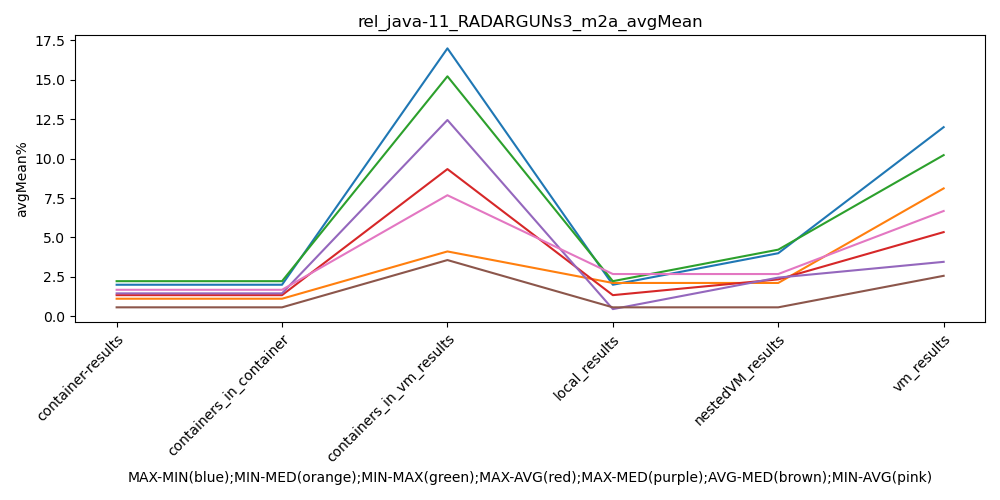 rel_java-11_RADARGUNs3_m2a_avgMean
avgMean%
17.5
15.0
12.5
10.0
7.5
5.0
2.5
0.0
container-results
containers_in_container
containers_in_vm_results
local_results
nestedVM_results
vm_results
MAX-MIN(blue);MIN-MED(orange);MIN-MAX(green);MAX-AVG(red);MAX-MED(purple);AVG-MED(brown);MIN-AVG(pink)